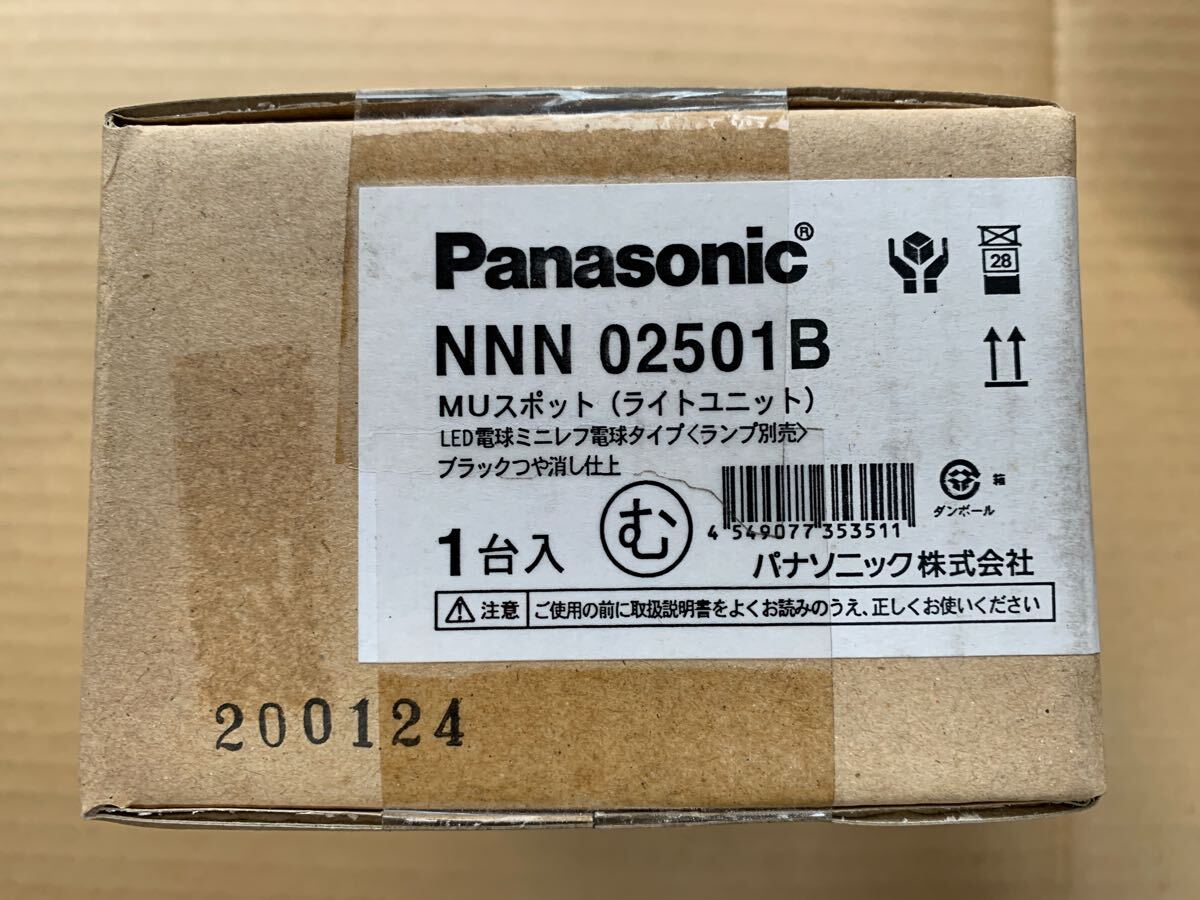 Panasonic®
28
NNN 02501B
MUスポット（ライトユニット）
LED電球ミニレフ電球タイプ〈ランプ別売〉
ブラックつや消し仕上
箱
ダンボール
1台入
む
4 549077 353511
パナソニック株式会社
注意 ご使用の前に取扱説明書をよくお読みのうえ、正しくお使いください
200124